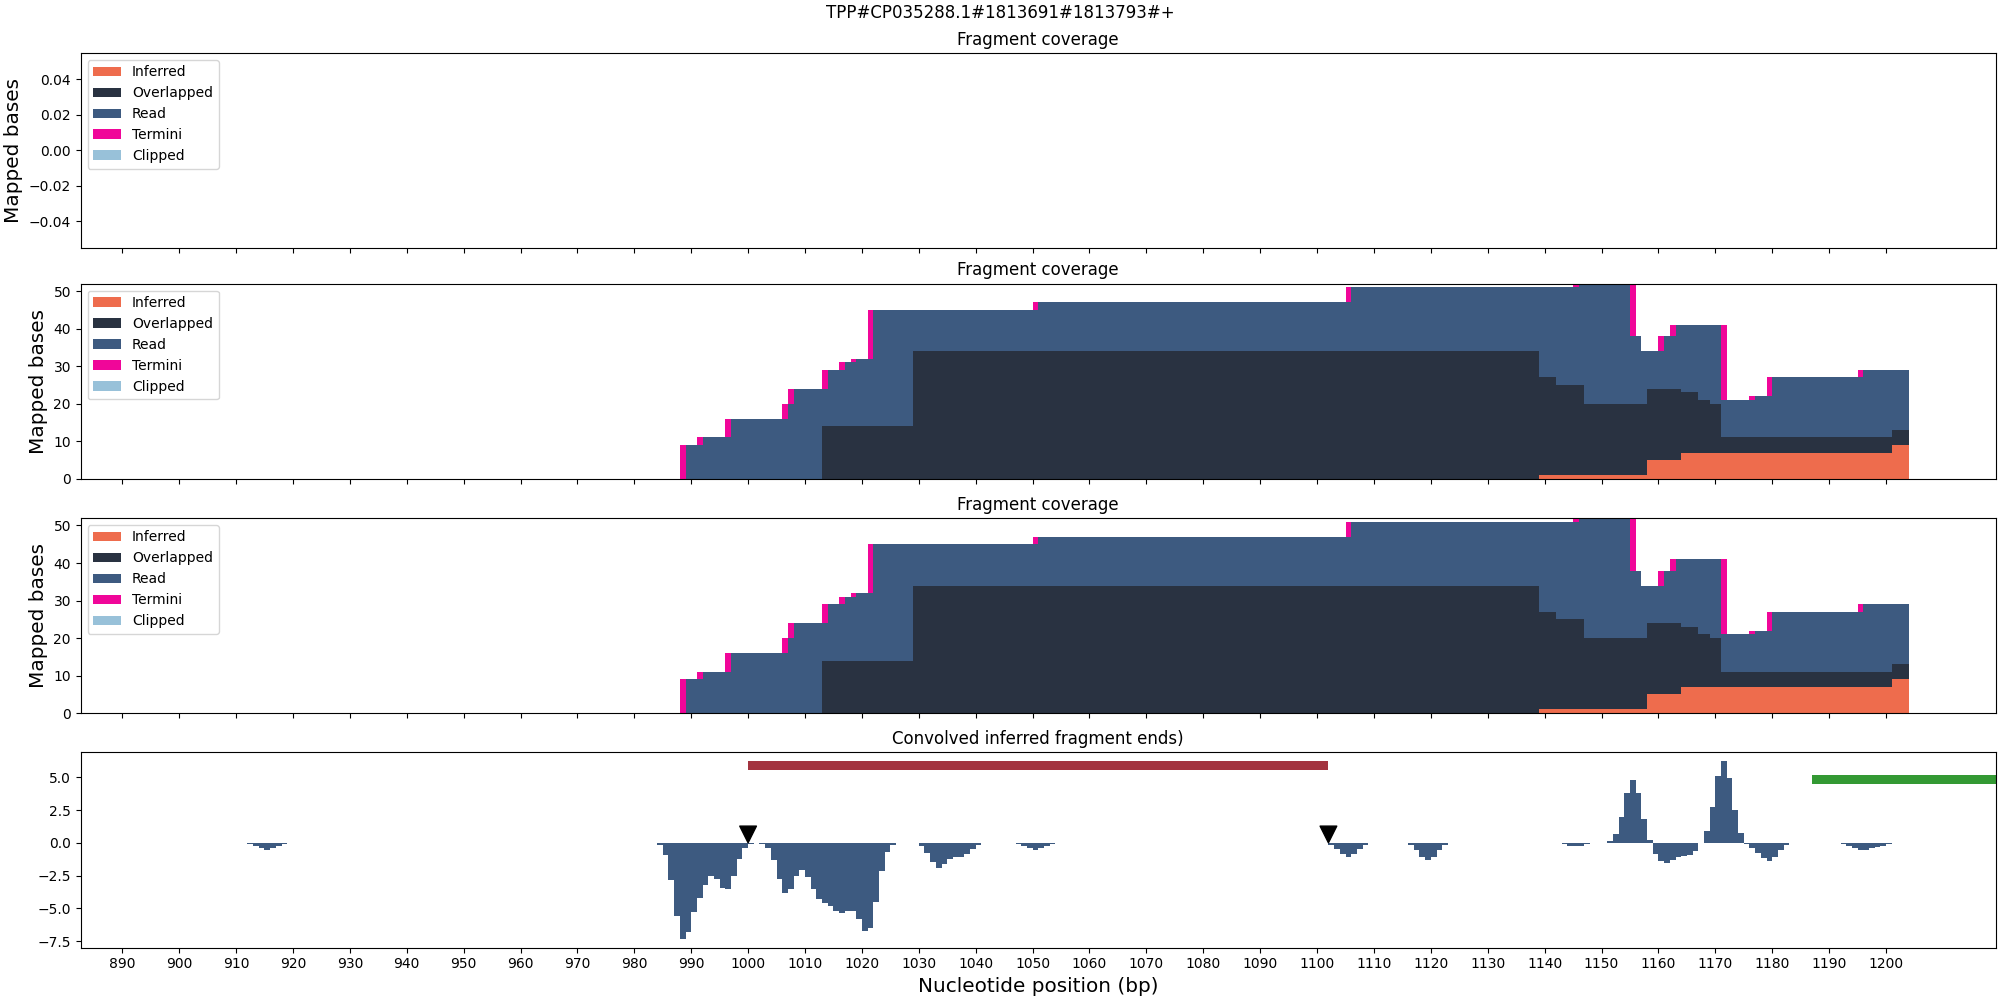 TPP#CP035288.1#1813691#1813793#+
Fragment coverage
Mapped bases
0.04
0.02
0.00
−0.02
−0.04
Inferred
Overlapped
Read
Termini
Clipped
Fragment coverage
Mapped bases
50
40
30
20
10
0
Inferred
Overlapped
Read
Termini
Clipped
Fragment coverage
Mapped bases
50
40
30
20
10
0
Inferred
Overlapped
Read
Termini
Clipped
Convolved inferred fragment ends)
5.0
2.5
0.0
−2.5
−5.0
−7.5
890 900 910 920 930 940 950 960 970 980 990 1000 1010 1020 1030 1040 1050 1060 1070 1080 1090 1100 1110 1120 1130 1140 1150 1160 1170 1180 1190 1200
Nucleotide position (bp)